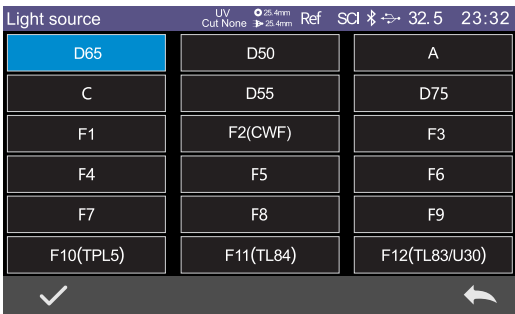 Light source UV Cut None 25.4mm 25.4mm Ref SCI 32.5 23:32
D65 D50 A
C D55 D75
F1 F2(CWF) F3
F4 F5 F6
F7 F8 F9
F10(TPL5) F11(TL84) F12(TL83/U30)